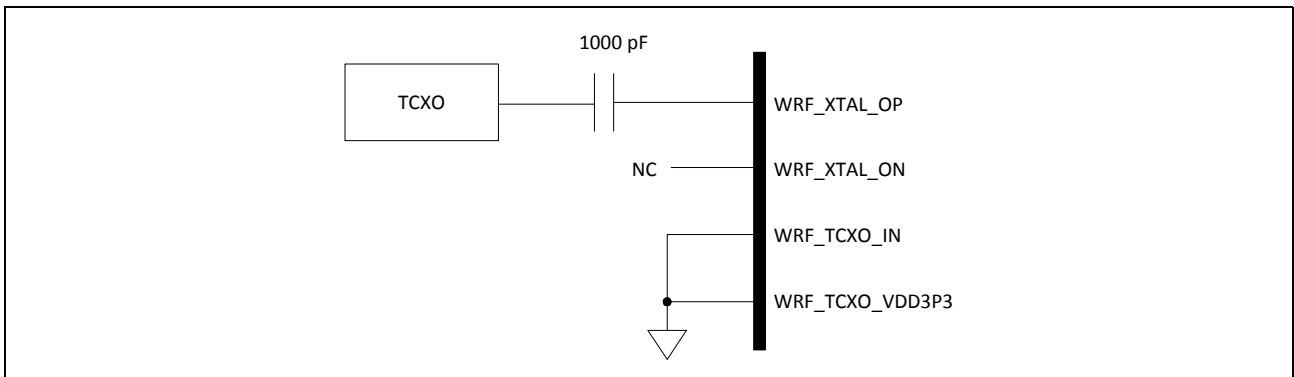 1000 pF
TCXO
WRF_XTAL_OP
NC
WRF_XTAL_ON
WRF_TCXO_IN
WRF_TCXO_VDD3P3